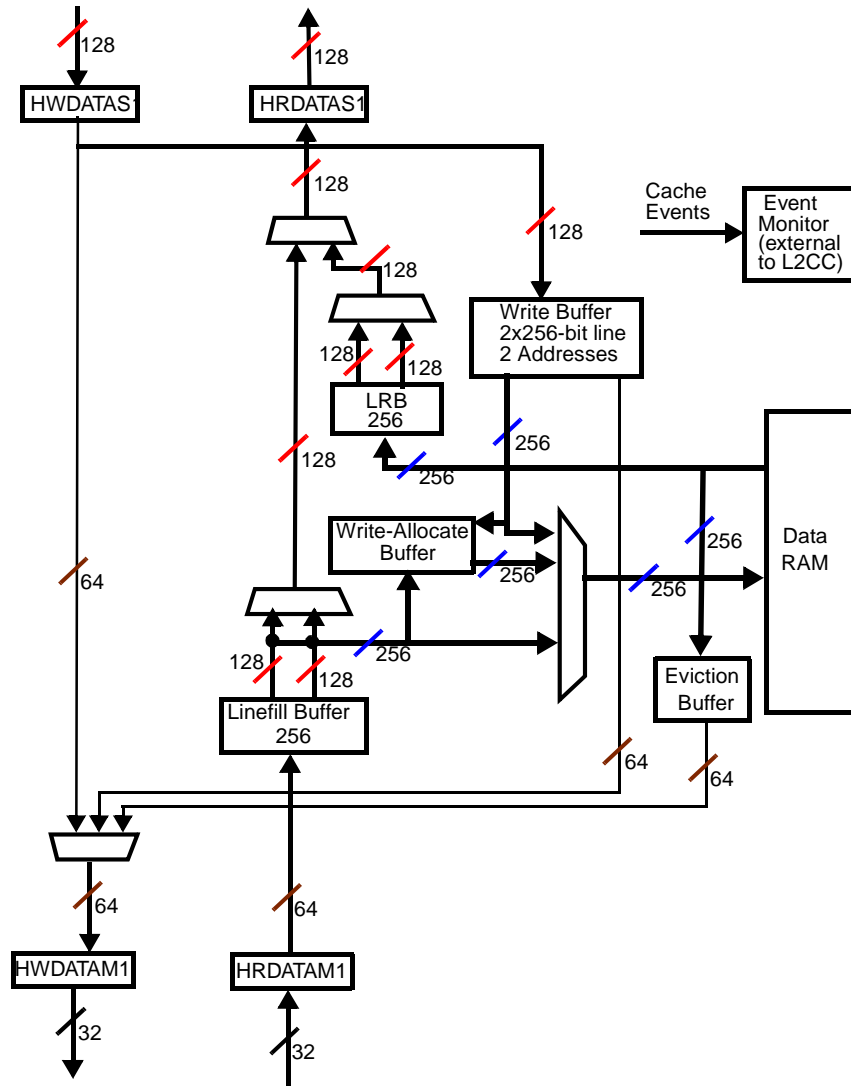 128
128
HWDATAS1
HRDATAS1
128
Cache
Events
Event
Monitor
(external
to L2CC)
128
128
Write Buffer
2x256-bit line
2 Addresses
128
128
LRB
256
256
128
256
Write-Allocate
Buffer
Data
RAM
256
64
256
256
256
128
128
Linefill Buffer
256
Eviction
Buffer
64
64
64
64
HWDATAM1
HRDATAM1
32
32